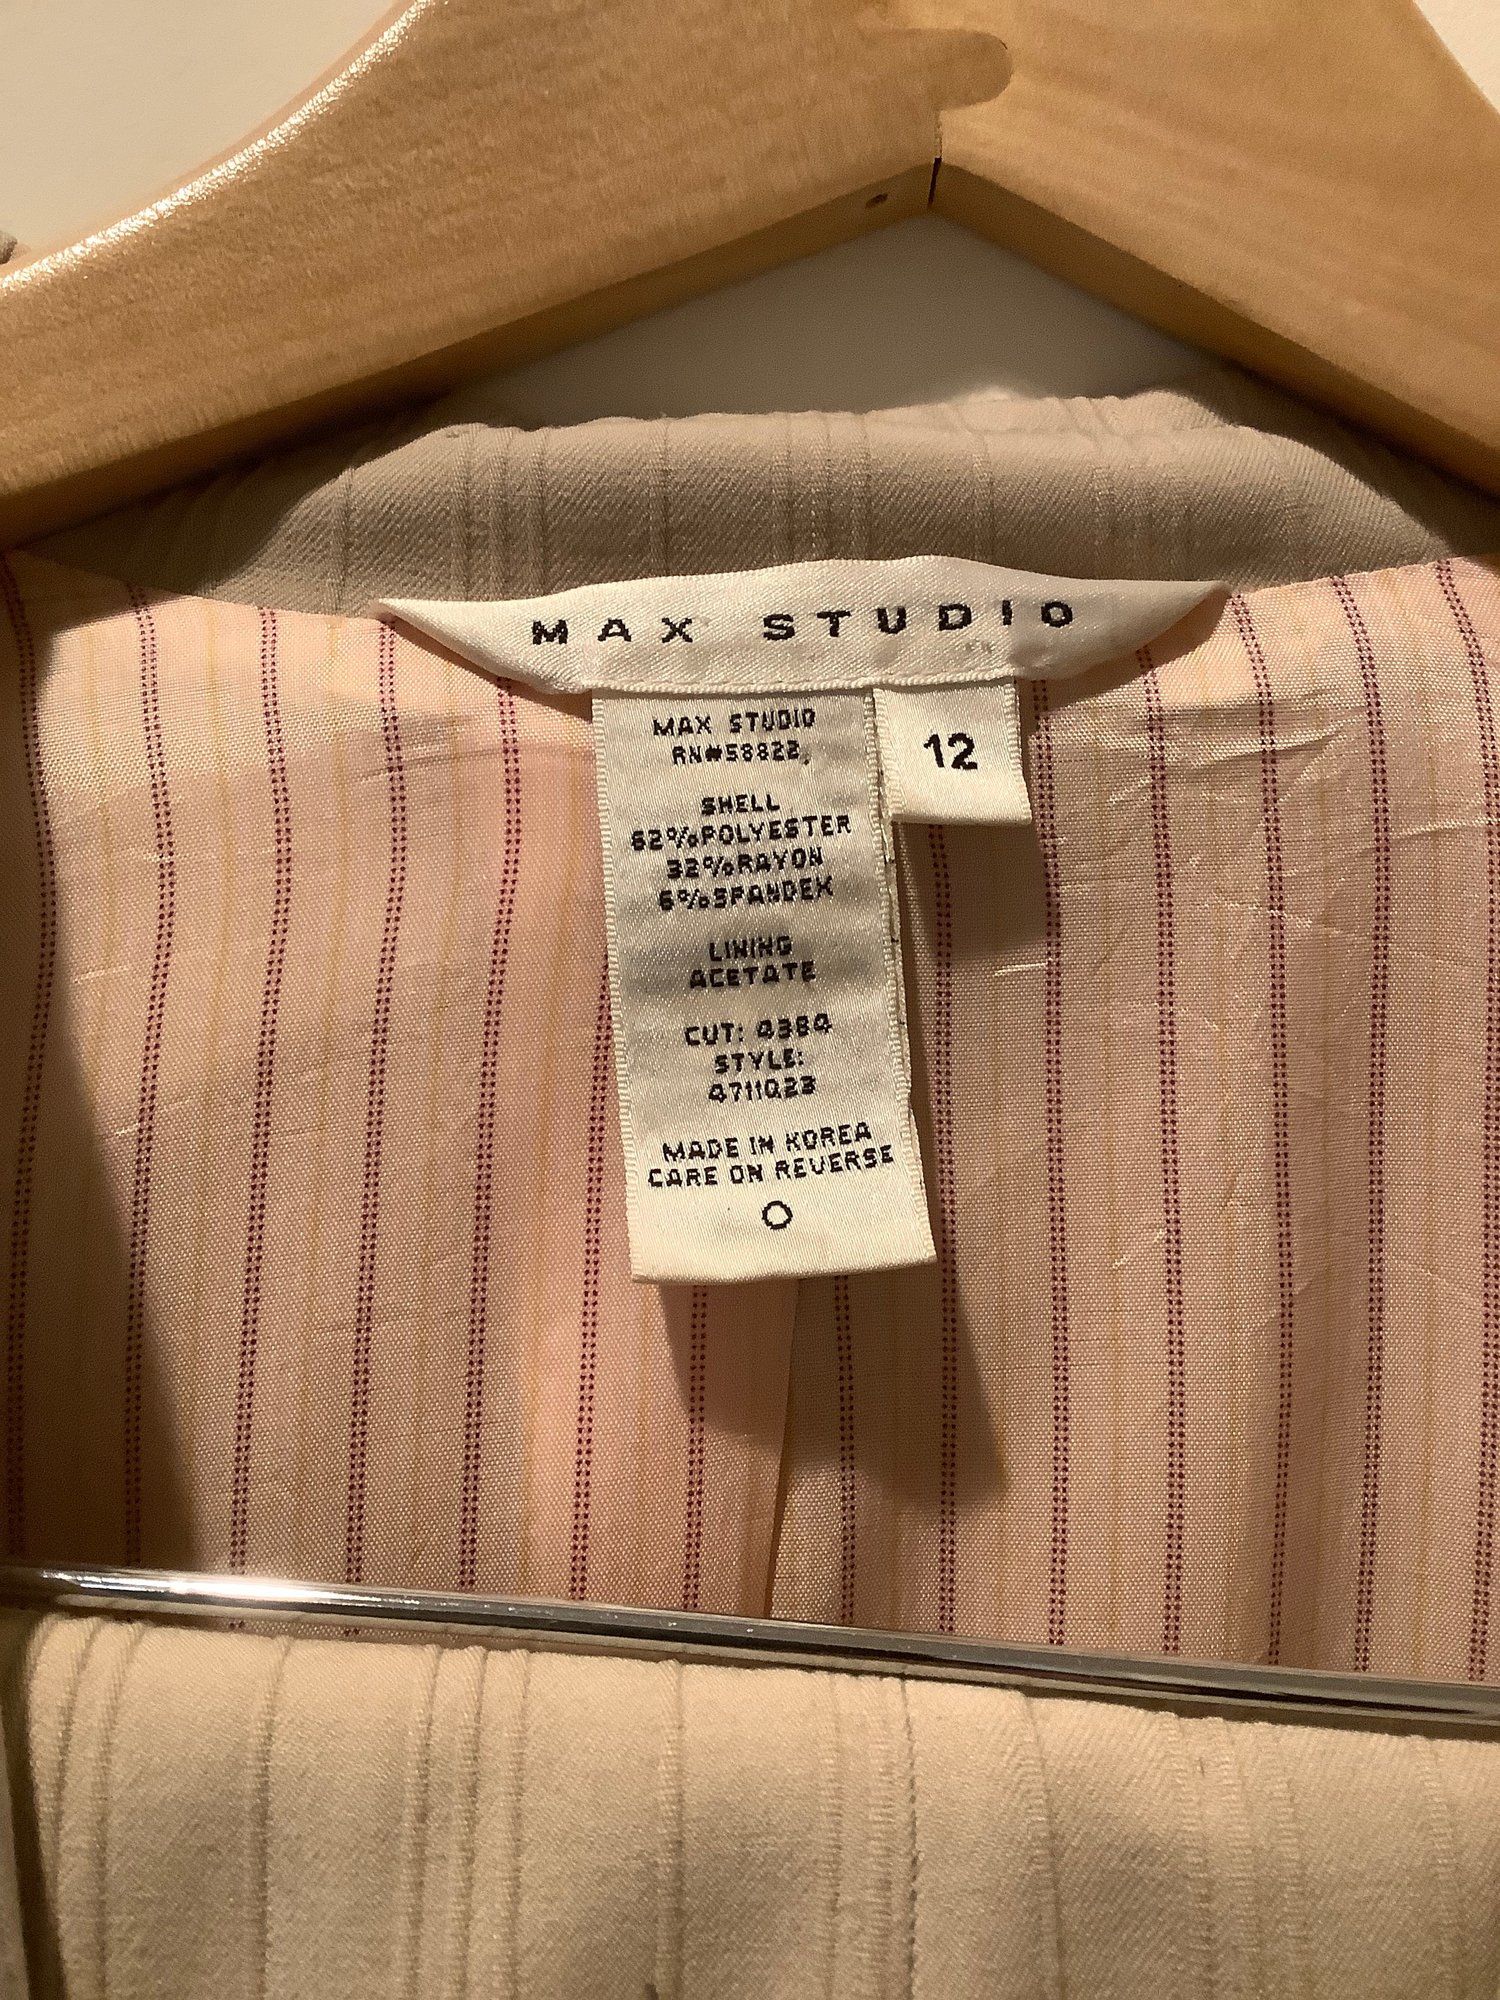 MAX STUDIO
12
MAX STUDIO
RN#58822,
SHELL
62%POLYESTER
32%RAYON
6%SPANDEX
LINING
ACETATE
CUT: 4384
STYLE:
4711023
MADE IN KOREA
CARE ON REVERSE
O